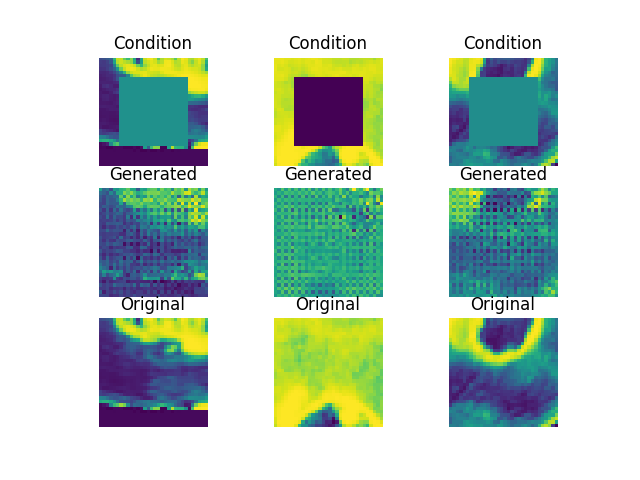 Condition Condition Condition
Generated Generated Generated
Original Original Original